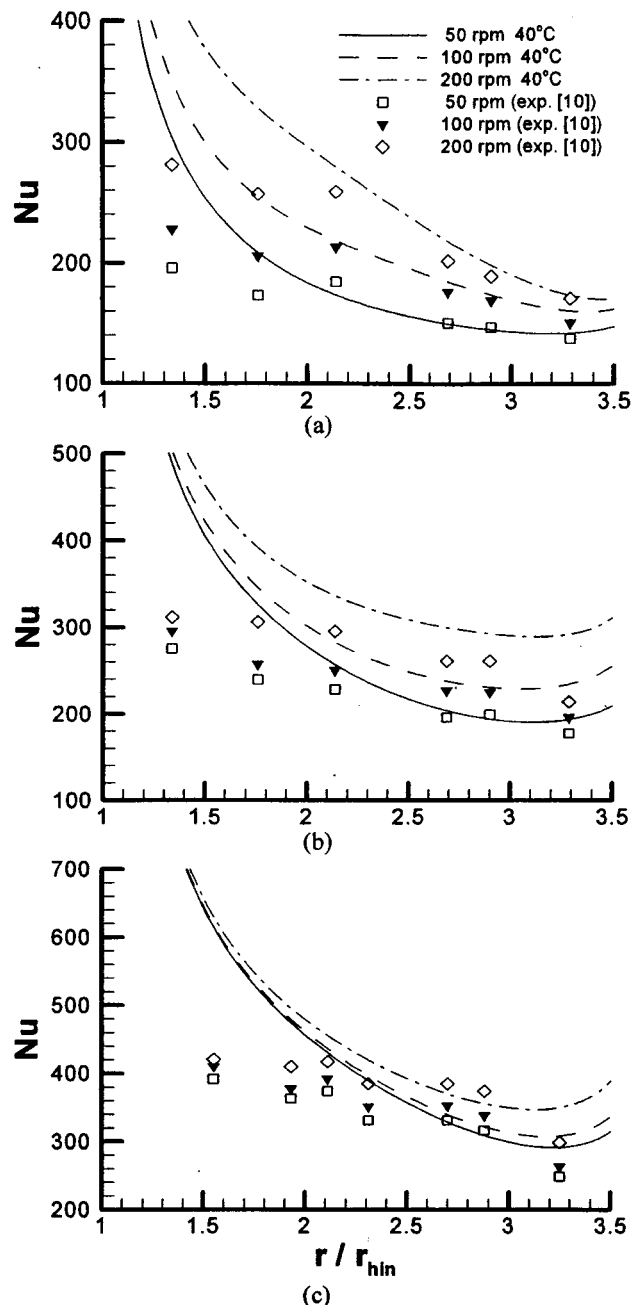 400
300
200
100
Nu
50 rpm 40°C
100 rpm 40°C
200 rpm 40°C
50 rpm (exp. [10])
100 rpm (exp. [10])
200 rpm (exp. [10])
1 1.5 2 2.5 3 3.5
(a)
500
400
300
200
100
Nu
1 1.5 2 2.5 3 3.5
(b)
700
600
500
400
300
200
Nu
1 1.5 2 2.5 3 3.5
r / r_hin
(c)